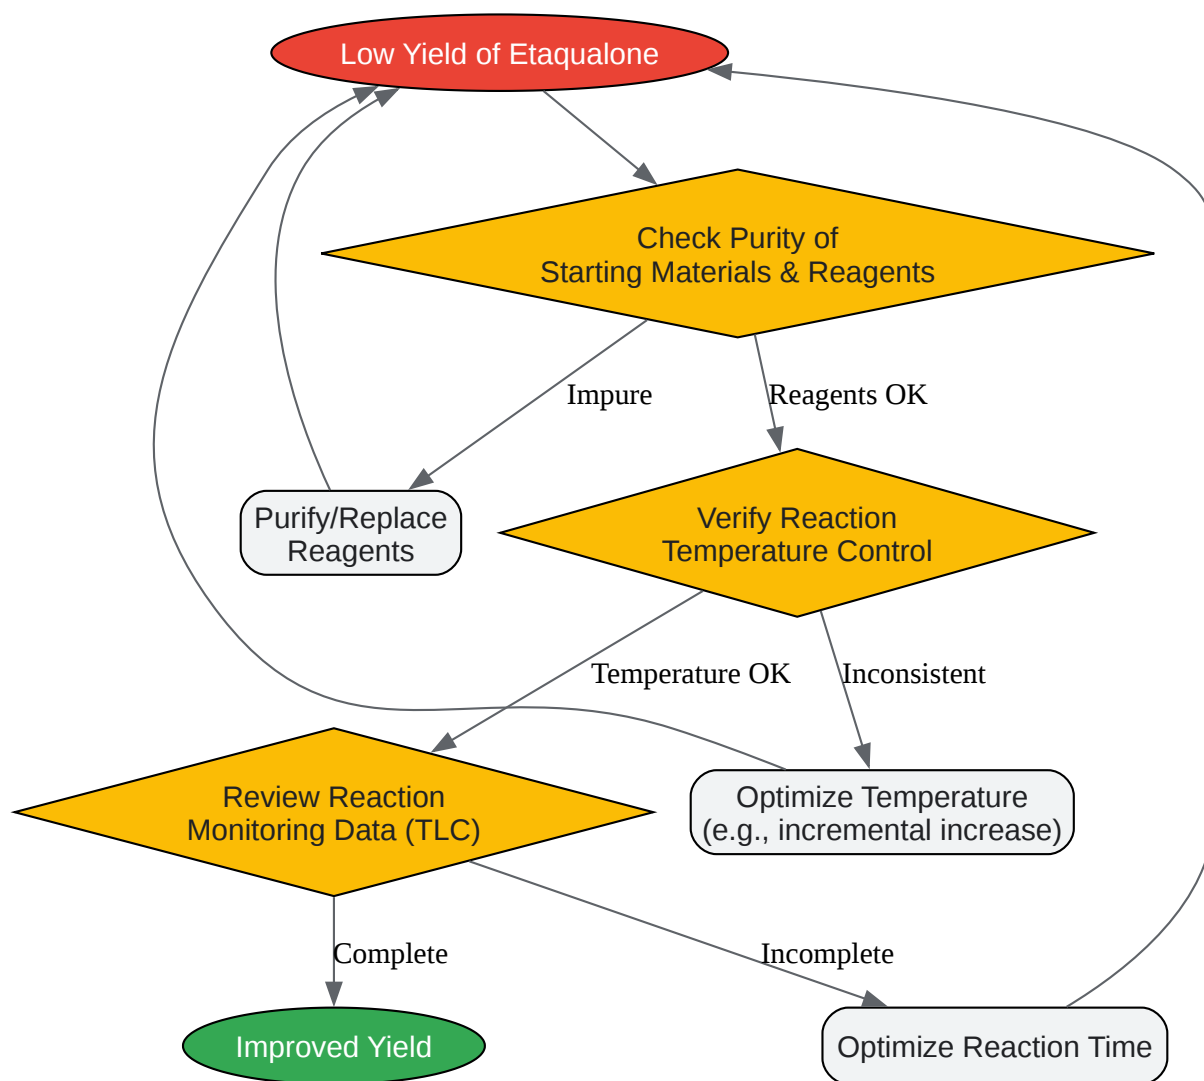 Low Yield of Etaqualone
Check Purity of
Starting Materials & Reagents
Impure
Reagents OK
Purify/Replace
Reagents
Verify Reaction
Temperature Control
Temperature OK
Inconsistent
Review Reaction
Monitoring Data (TLC)
Optimize Temperature
(e.g., incremental increase)
Complete
Incomplete
Improved Yield
Optimize Reaction Time